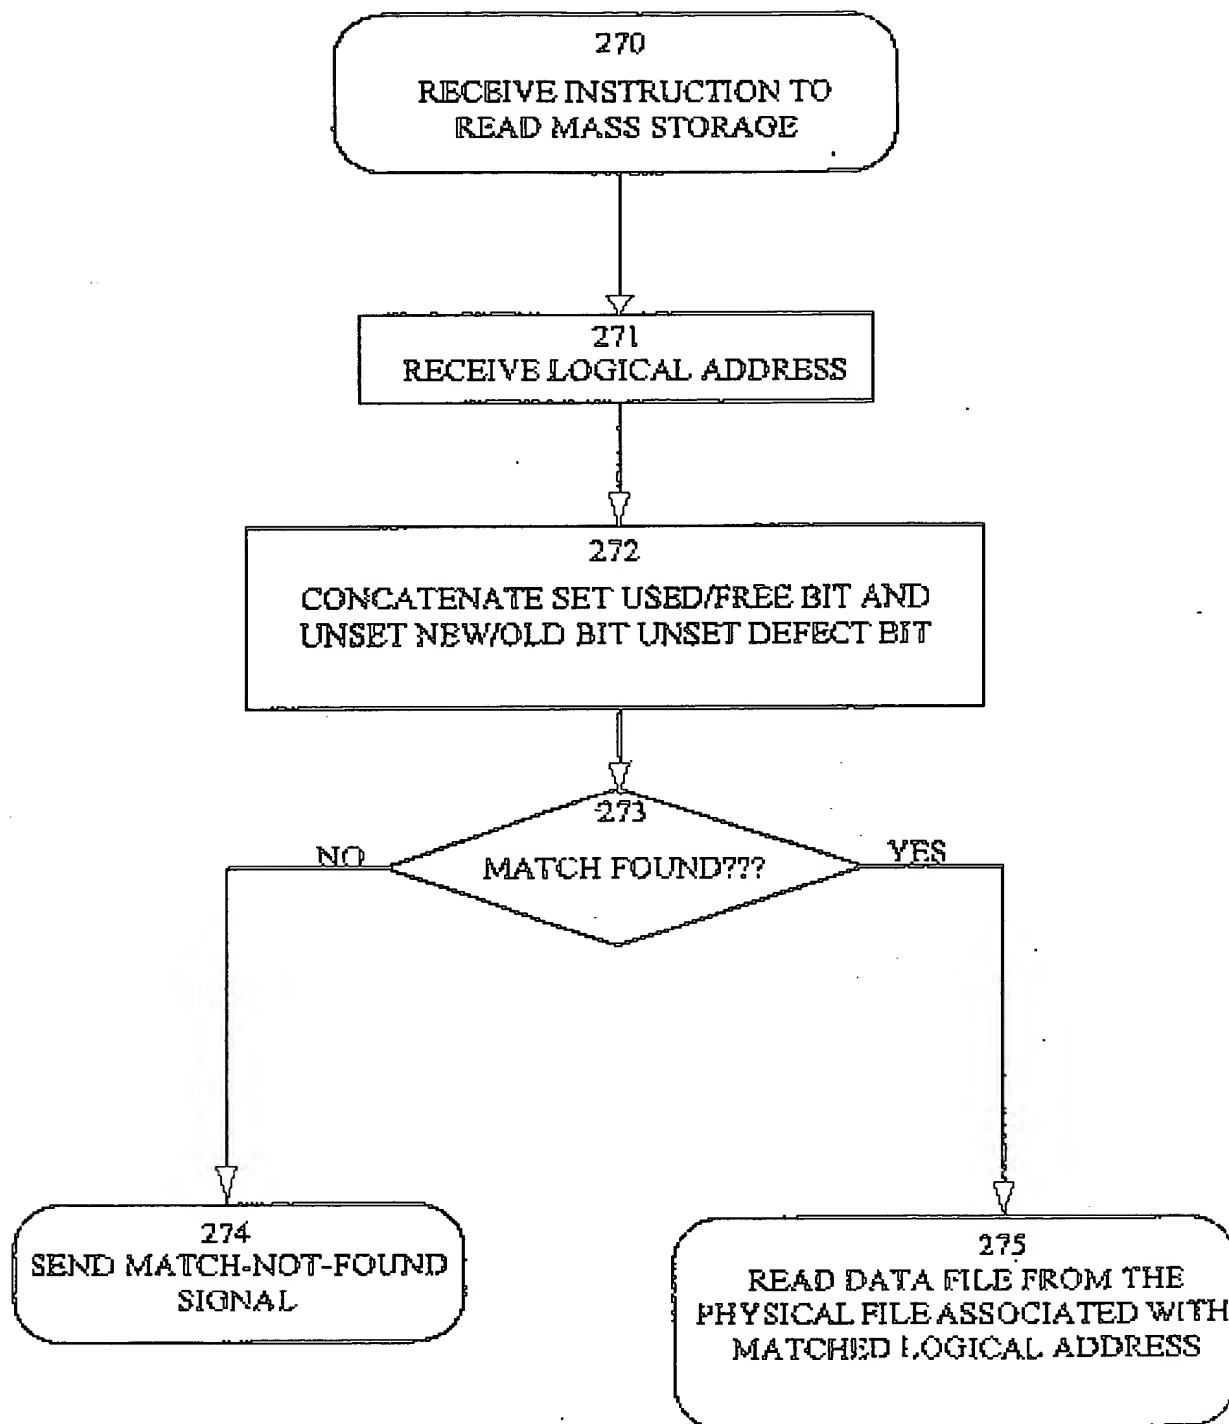 270
RECEIVE INSTRUCTION TO
READ MASS STORAGE
271
RECEIVE LOGICAL ADDRESS
272
CONCATENATE SET USED/FREE BIT AND
UNSET NEW/OLD BIT UNSET DEFECT BIT
273
MATCH FOUND???
NO
YES
274
SEND MATCH-NOT-FOUND
SIGNAL
275
READ DATA FILE FROM THE
PHYSICAL FILE ASSOCIATED WITH
MATCHED LOGICAL ADDRESS